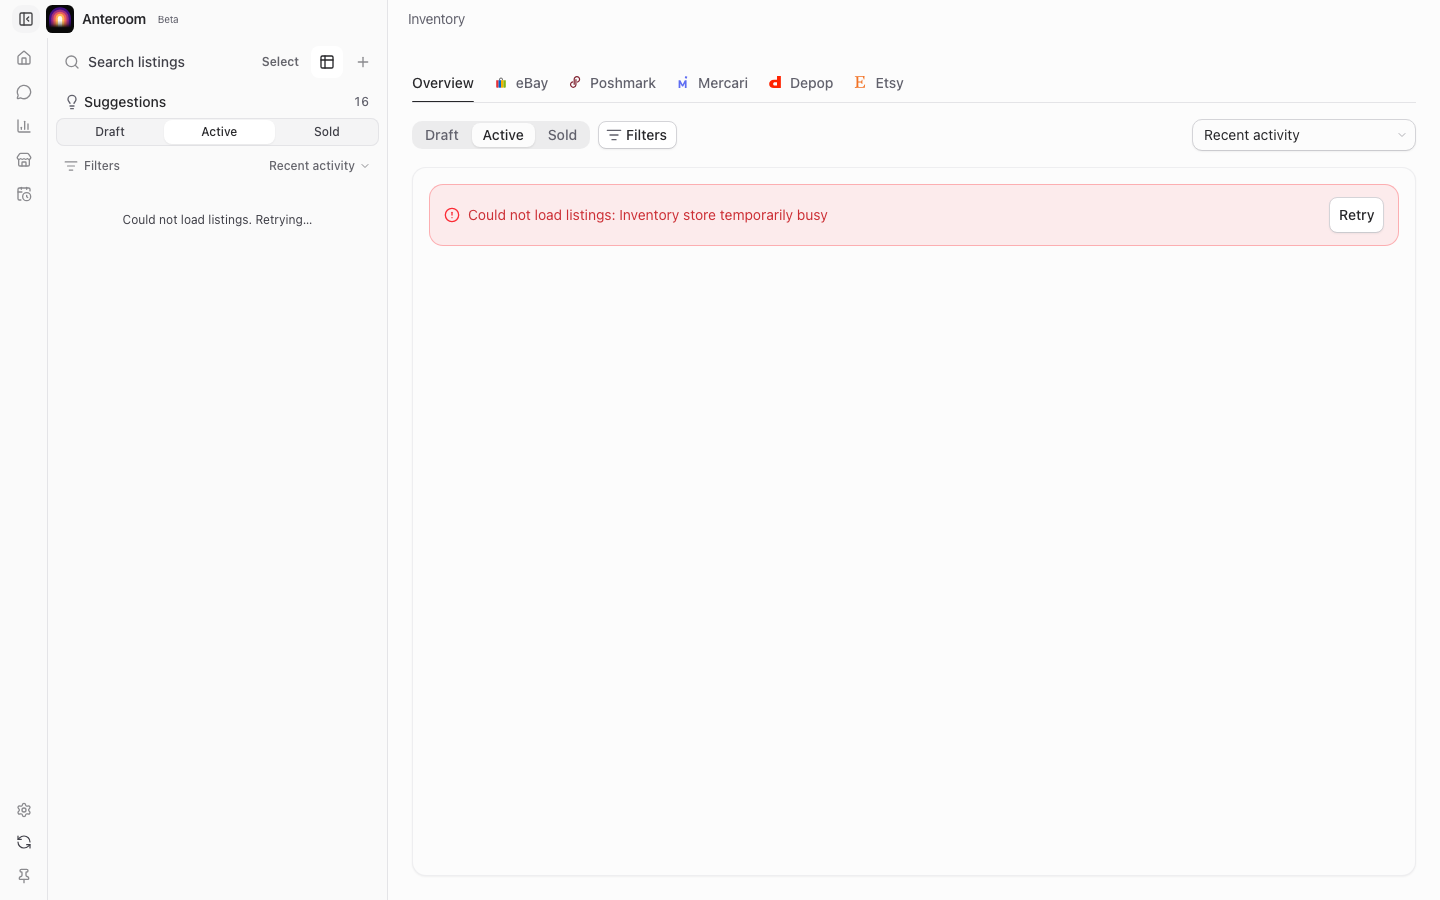 Anteroom Beta
Search listings Select
Suggestions 16
Draft Active Sold
Filters Recent activity
Could not load listings. Retrying...
Inventory
Overview eBay Poshmark Mercari Depop Etsy
Draft Active Sold Filters Recent activity
Could not load listings: Inventory store temporarily busy Retry